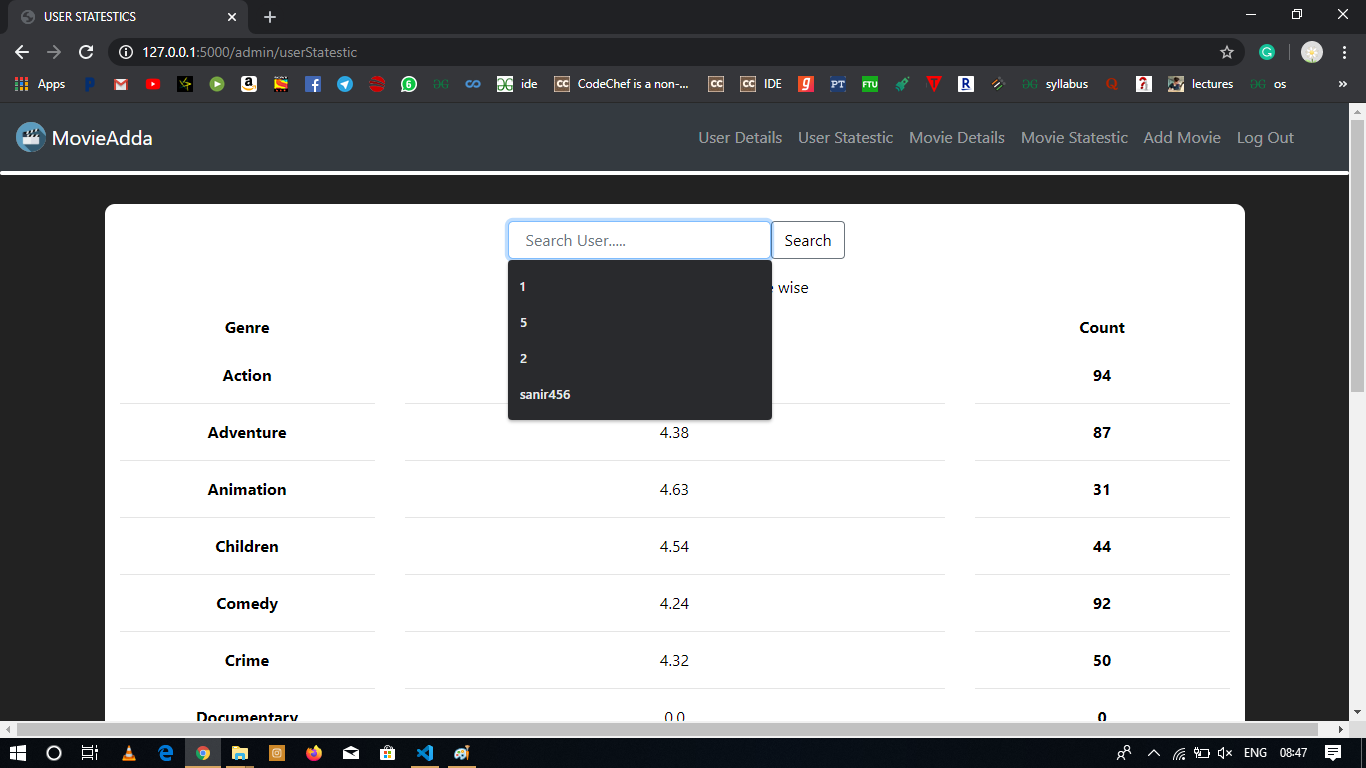 USER STATESTICS
127.0.0.1:5000/admin/userStatestic
Apps ide CodeChef is a non-... IDE syllabus lectures os »
MovieAdda User Details User Statestic Movie Details Movie Statestic Add Movie Log Out
Search User..... Search
1
wise
5
Genre Count
2
Action 94
sanir456
Adventure 4.38 87
Animation 4.63 31
Children 4.54 44
Comedy 4.24 92
Crime 4.32 50
Documentary 0.0 0
ENG 08:47